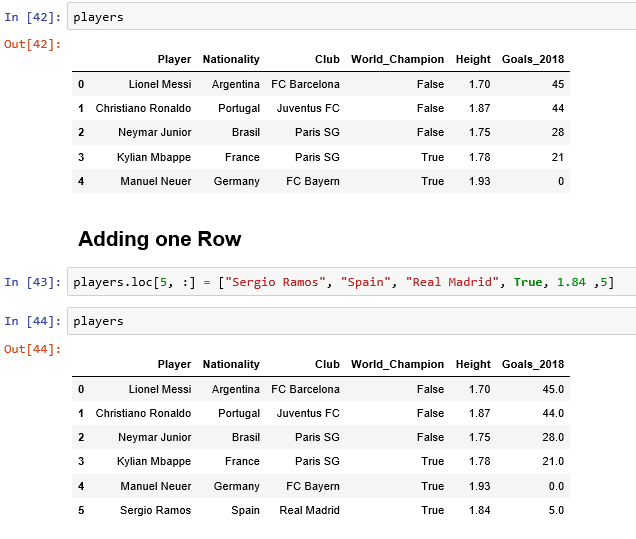 In [42]: players
Out[42]:
Player Nationality Club World_Champion Height Goals_2018
0 Lionel Messi Argentina FC Barcelona False 1.70 45
1 Christiano Ronaldo Portugal Juventus FC False 1.87 44
2 Neymar Junior Brasil Paris SG False 1.75 28
3 Kylian Mbappe France Paris SG True 1.78 21
4 Manuel Neuer Germany FC Bayern True 1.93 0
Adding one Row
In [43]: players.loc[5, :] = ["Sergio Ramos", "Spain", "Real Madrid", True, 1.84 ,5]
In [44]: players
Out[44]:
Player Nationality Club World_Champion Height Goals_2018
0 Lionel Messi Argentina FC Barcelona False 1.70 45.0
1 Christiano Ronaldo Portugal Juventus FC False 1.87 44.0
2 Neymar Junior Brasil Paris SG False 1.75 28.0
3 Kylian Mbappe France Paris SG True 1.78 21.0
4 Manuel Neuer Germany FC Bayern True 1.93 0.0
5 Sergio Ramos Spain Real Madrid True 1.84 5.0